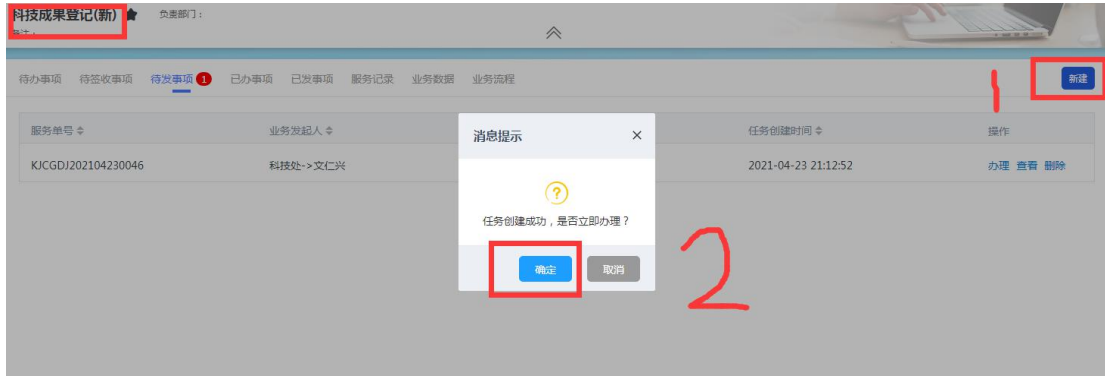 科技成果登记(新) ★ 负责部门：
备注：
待办事项 待签收事项 待发事项 1 已办事项 已发事项 服务记录 业务数据 业务流程 新建
1
服务单号 业务发起人 任务创建时间 操作
消息提示 ×
KJCGDJ202104230046 科技处->文仁兴 2021-04-23 21:12:52 办理 查看 删除
?
任务创建成功，是否立即办理？
确定 取消
2